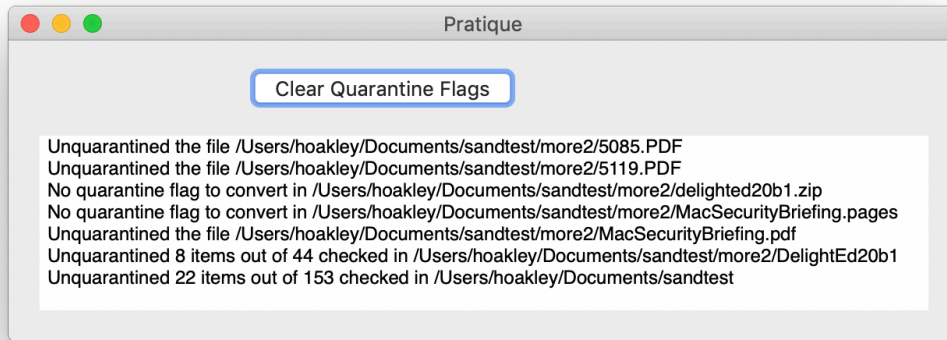 Pratique
Clear Quarantine Flags
Unquarantined the file /Users/hoakley/Documents/sandtest/more2/5085.PDF
Unquarantined the file /Users/hoakley/Documents/sandtest/more2/5119.PDF
No quarantine flag to convert in /Users/hoakley/Documents/sandtest/more2/delighted20b1.zip
No quarantine flag to convert in /Users/hoakley/Documents/sandtest/more2/MacSecurityBriefing.pages
Unquarantined the file /Users/hoakley/Documents/sandtest/more2/MacSecurityBriefing.pdf
Unquarantined 8 items out of 44 checked in /Users/hoakley/Documents/sandtest/more2/DelightEd20b1
Unquarantined 22 items out of 153 checked in /Users/hoakley/Documents/sandtest